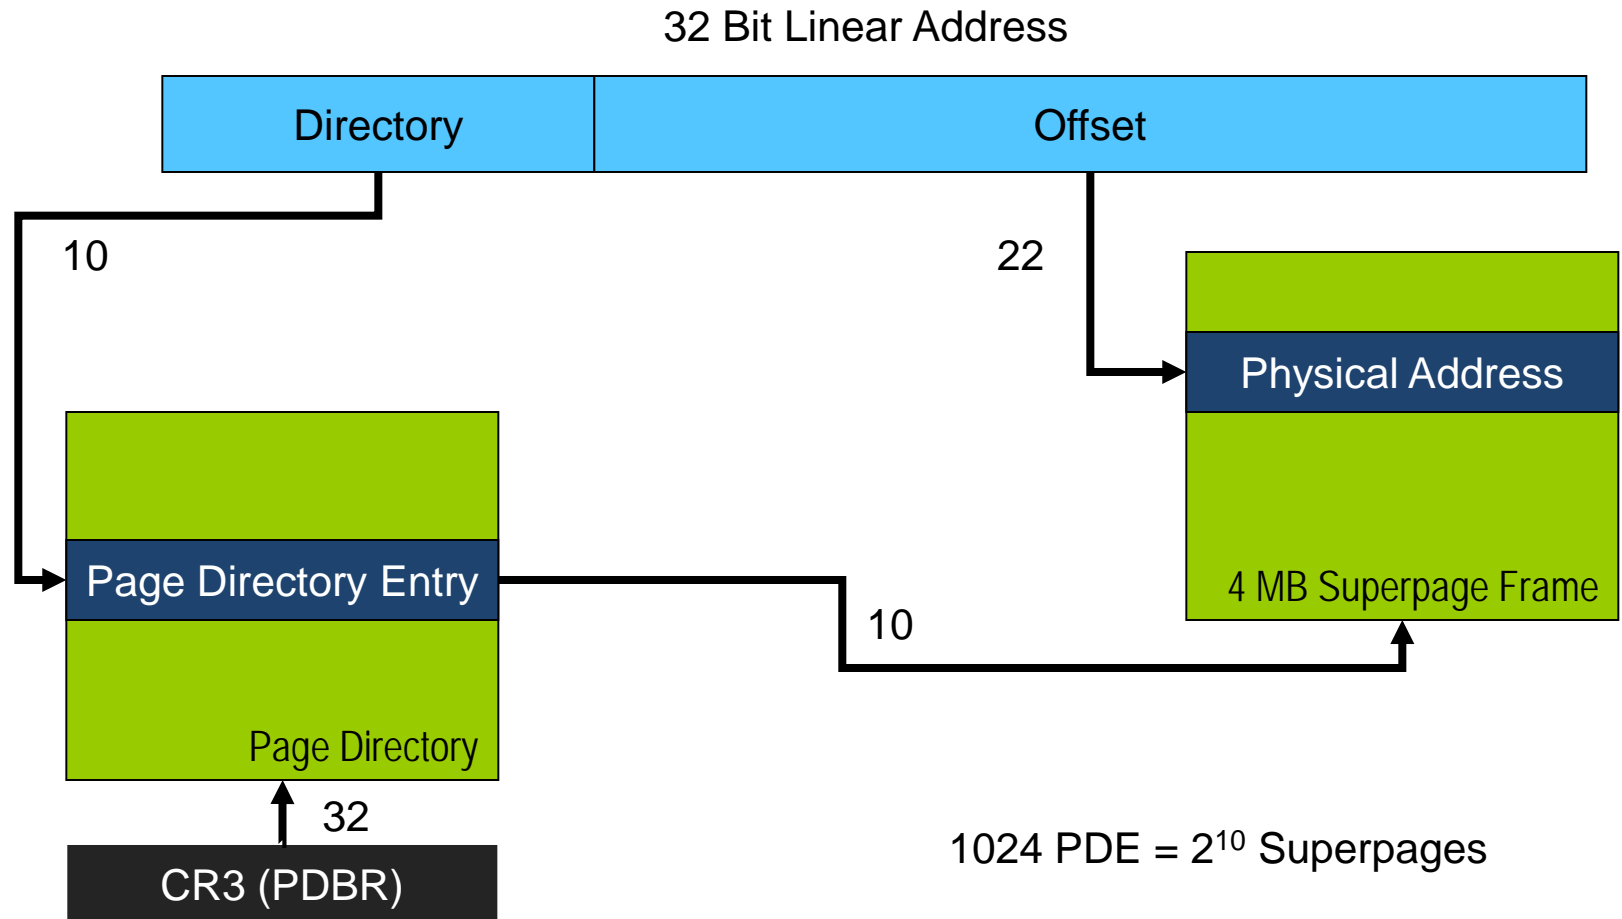 32 Bit Linear Address
Directory
Offset
10
22
Physical Address
4 MB Superpage Frame
Page Directory Entry
10
Page Directory
32
CR3 (PDBR)
1024 PDE = 2¹⁰ Superpages